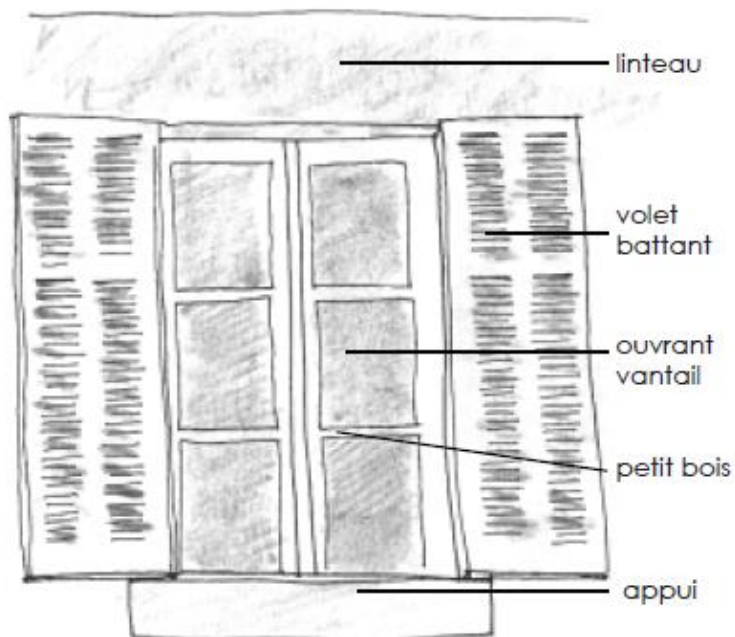 linteau
volet
battant
ouvrant
vantail
petit bois
appui